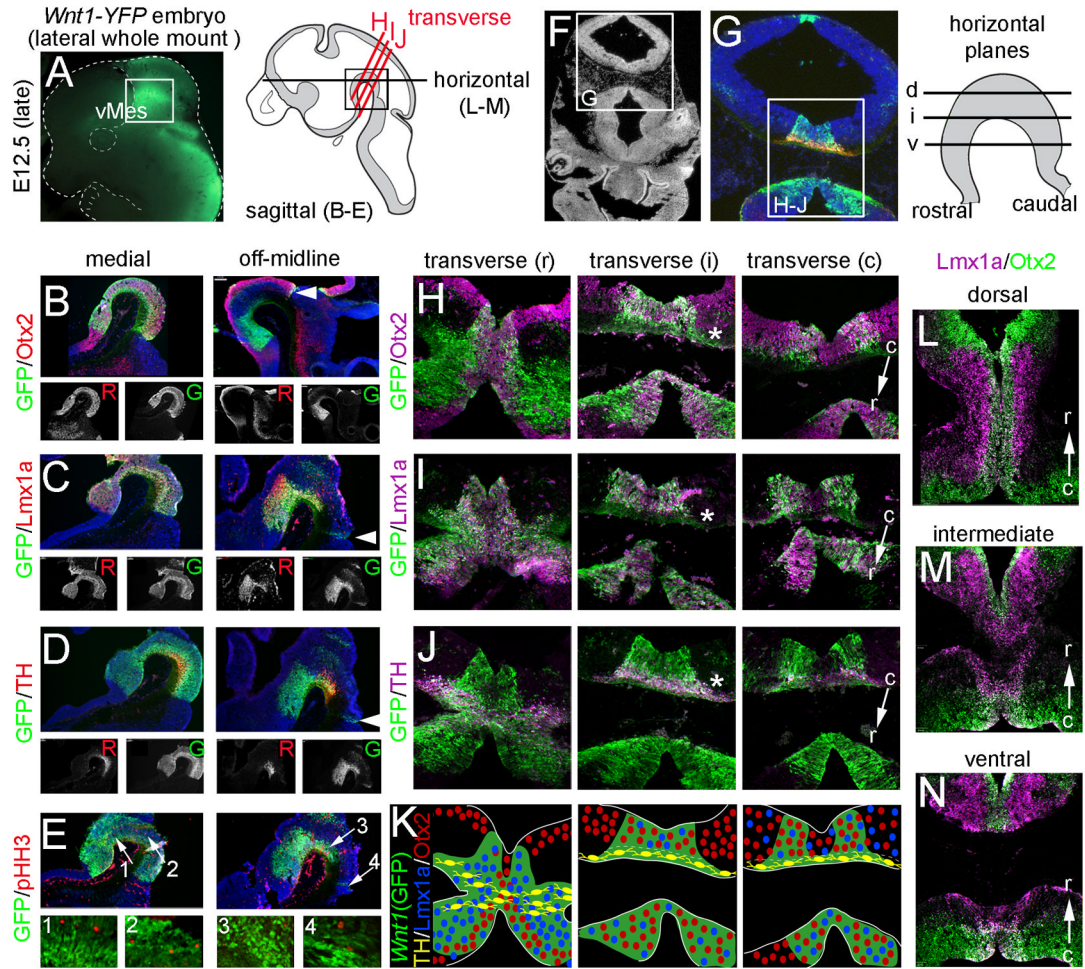 Wnt1-YFP embryo
(lateral whole mount )
A
vMes
E12.5 (late)
H I J transverse
horizontal
(L-M)
sagittal (B-E)
F
G
G
H-J
horizontal
planes
d
i
v
rostral
caudal
medial
off-midline
transverse (r)
transverse (i)
transverse (c)
Lmx1a/Otx2
dorsal
B
GFP/Otx2
R
G
R
G
C
GFP/Lmx1a
R
G
R
G
D
GFP/TH
R
G
R
G
E
GFP/pHH3
1
2
3
4
1
2
3
4
H
GFP/Otx2
*
c
r
I
GFP/Lmx1a
*
c
r
J
GFP/TH
*
c
r
K
Wnt1(GFP)
TH/Lmx1a/Otx2
L
r
c
intermediate
M
r
c
ventral
N
r
c